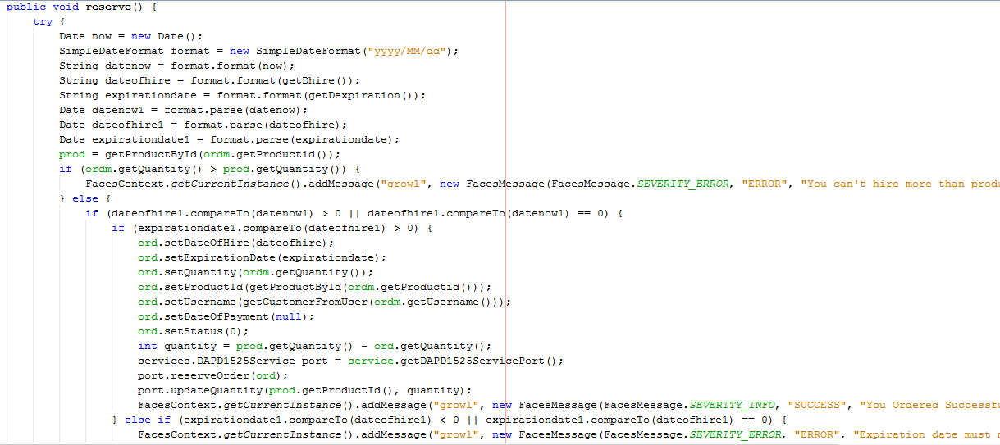 public void reserve() {
try {
Date now = new Date();
SimpleDateFormat format = new SimpleDateFormat("yyyy/MM/dd");
String datenow = format.format(now);
String dateofhire = format.format(getDhire());
String expirationdate = format.format(getDexpiration());
Date datenow1 = format.parse(datenow);
Date dateofhire1 = format.parse(dateofhire);
Date expirationdate1 = format.parse(expirationdate);
prod = getProductById(ordm.getProductid());
if (ordm.getQuantity() > prod.getQuantity()) {
FacesContext.getCurrentInstance().addMessage("growl", new FacesMessage(FacesMessage.SEVERITY_ERROR, "ERROR", "You can't hire more than produ
} else {
if (dateofhire1.compareTo(datenow1) > 0 || dateofhire1.compareTo(datenow1) == 0) {
if (expirationdate1.compareTo(dateofhire1) > 0) {
ord.setDateOfHire(dateofhire);
ord.setExpirationDate(expirationdate);
ord.setQuantity(ordm.getQuantity());
ord.setProductId(getProductById(ordm.getProductid()));
ord.setUsername(getCustomerFromUser(ordm.getUsername()));
ord.setDateOfPayment(null);
ord.setStatus(0);
int quantity = prod.getQuantity() - ord.getQuantity();
services.DAPD1525Service port = service.getDAPD1525ServicePort();
port.reserveOrder(ord);
port.updateQuantity(prod.getProductId(), quantity);
FacesContext.getCurrentInstance().addMessage("growl", new FacesMessage(FacesMessage.SEVERITY_INFO, "SUCCESS", "You Ordered Successfu
} else if (expirationdate1.compareTo(dateofhire1) < 0 || expirationdate1.compareTo(dateofhire1) == 0) {
FacesContext.getCurrentInstance().addMessage("growl", new FacesMessage(FacesMessage.SEVERITY_ERROR, "ERROR", "Expiration date must